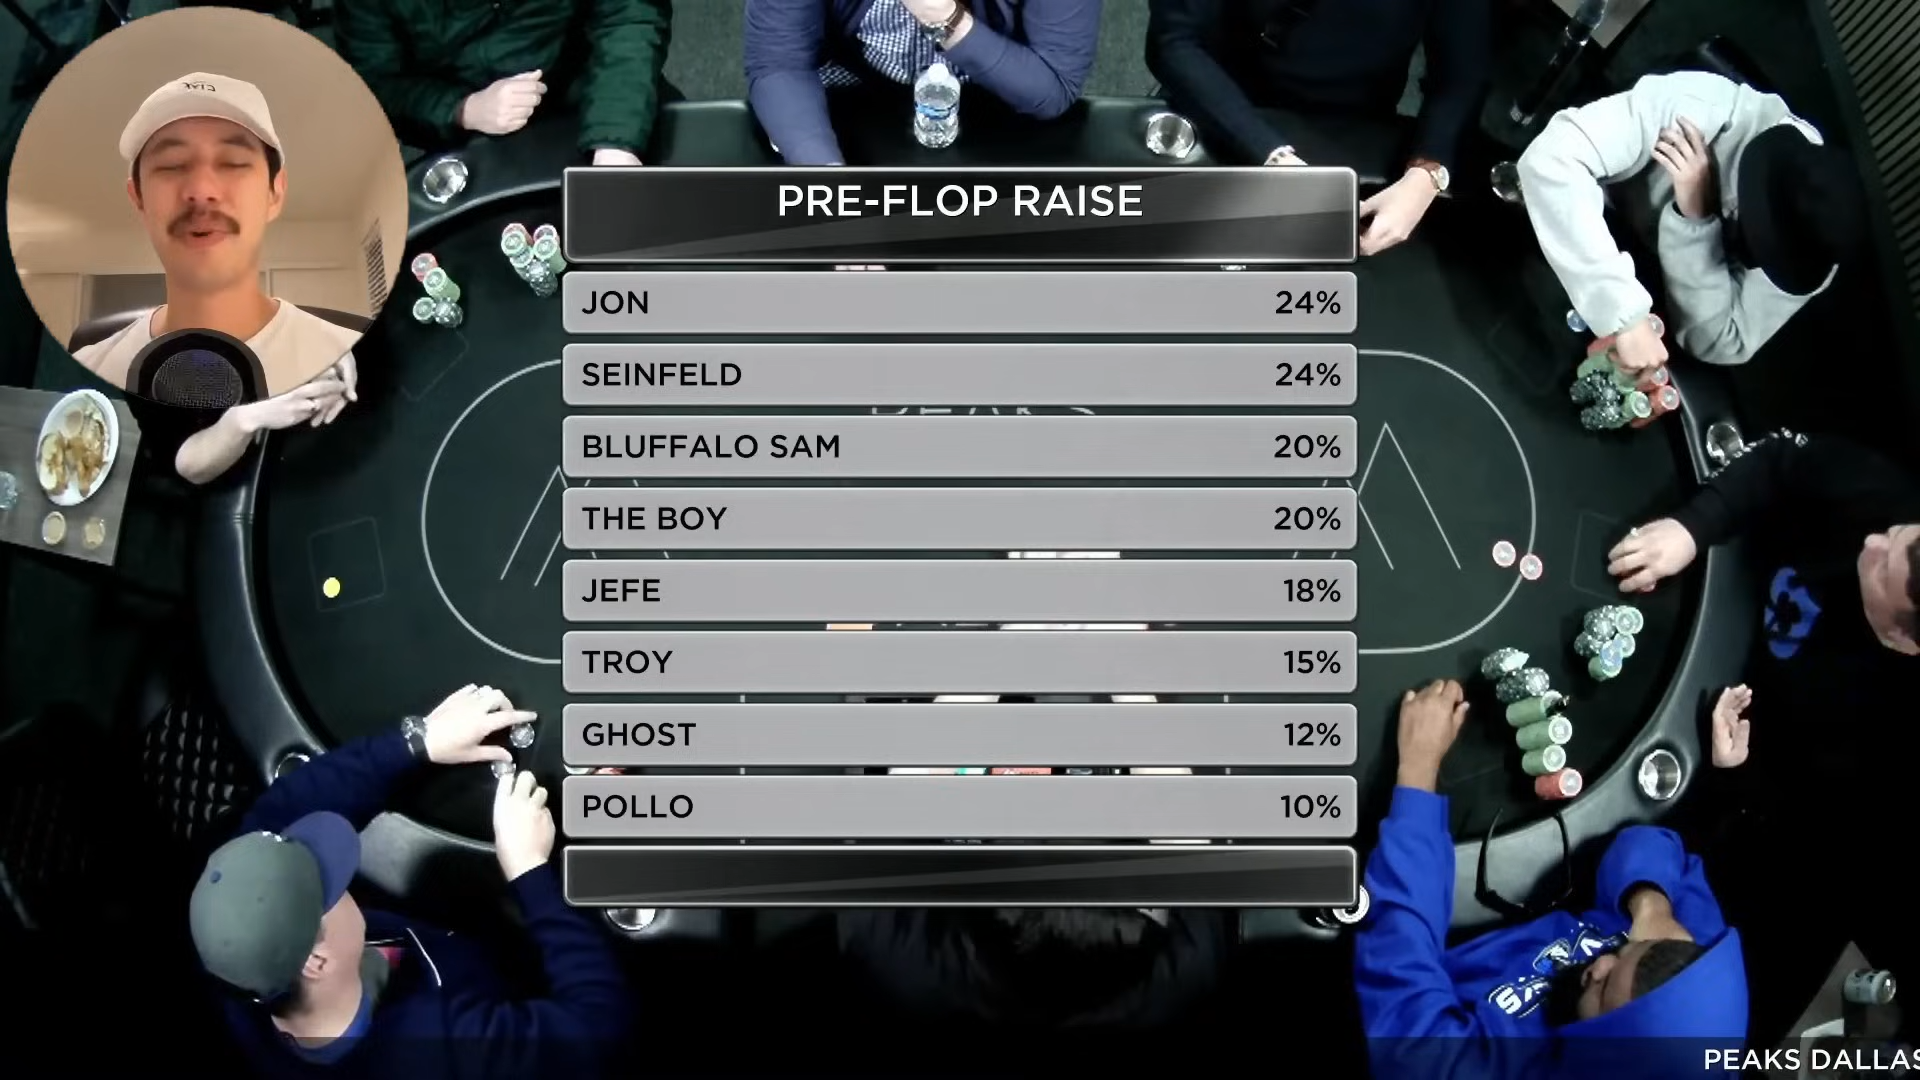 PRE-FLOP RAISE
JON 24%
SEINFELD 24%
BLUFFALO SAM 20%
THE BOY 20%
JEFE 18%
TROY 15%
GHOST 12%
POLLO 10%
PEAKS DALLAS